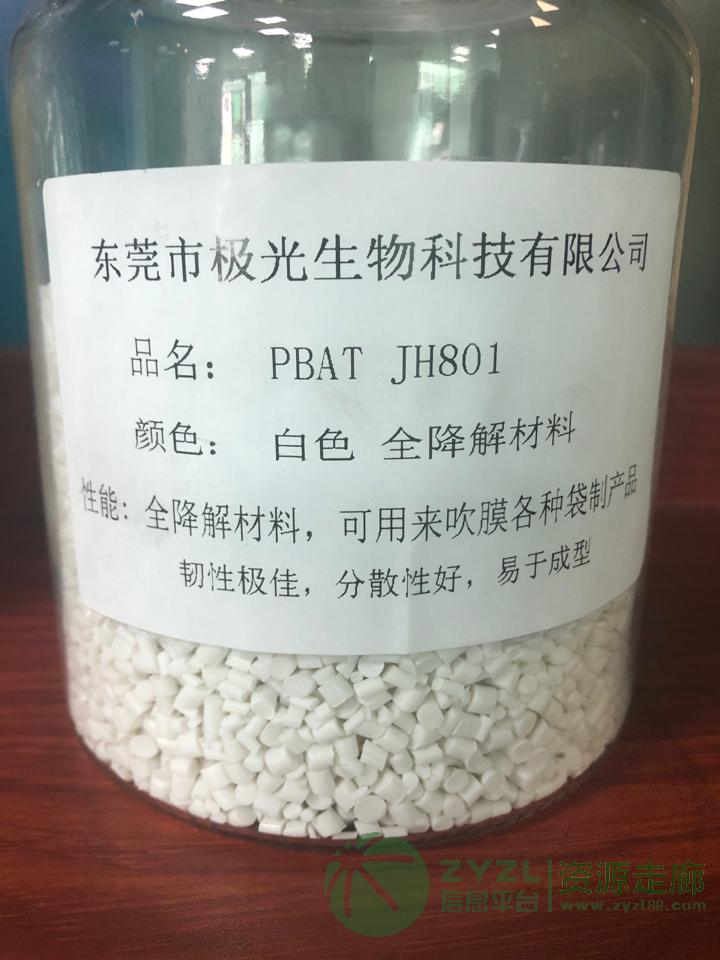 东莞市极光生物科技有限公司
品名： PBAT JH801
颜色： 白色 全降解材料
性能：全降解材料，可用来吹膜各种袋制产品
韧性极佳，分散性好，易于成型
ZYZL 资源走廊
信息平台 www.zyzl88.com